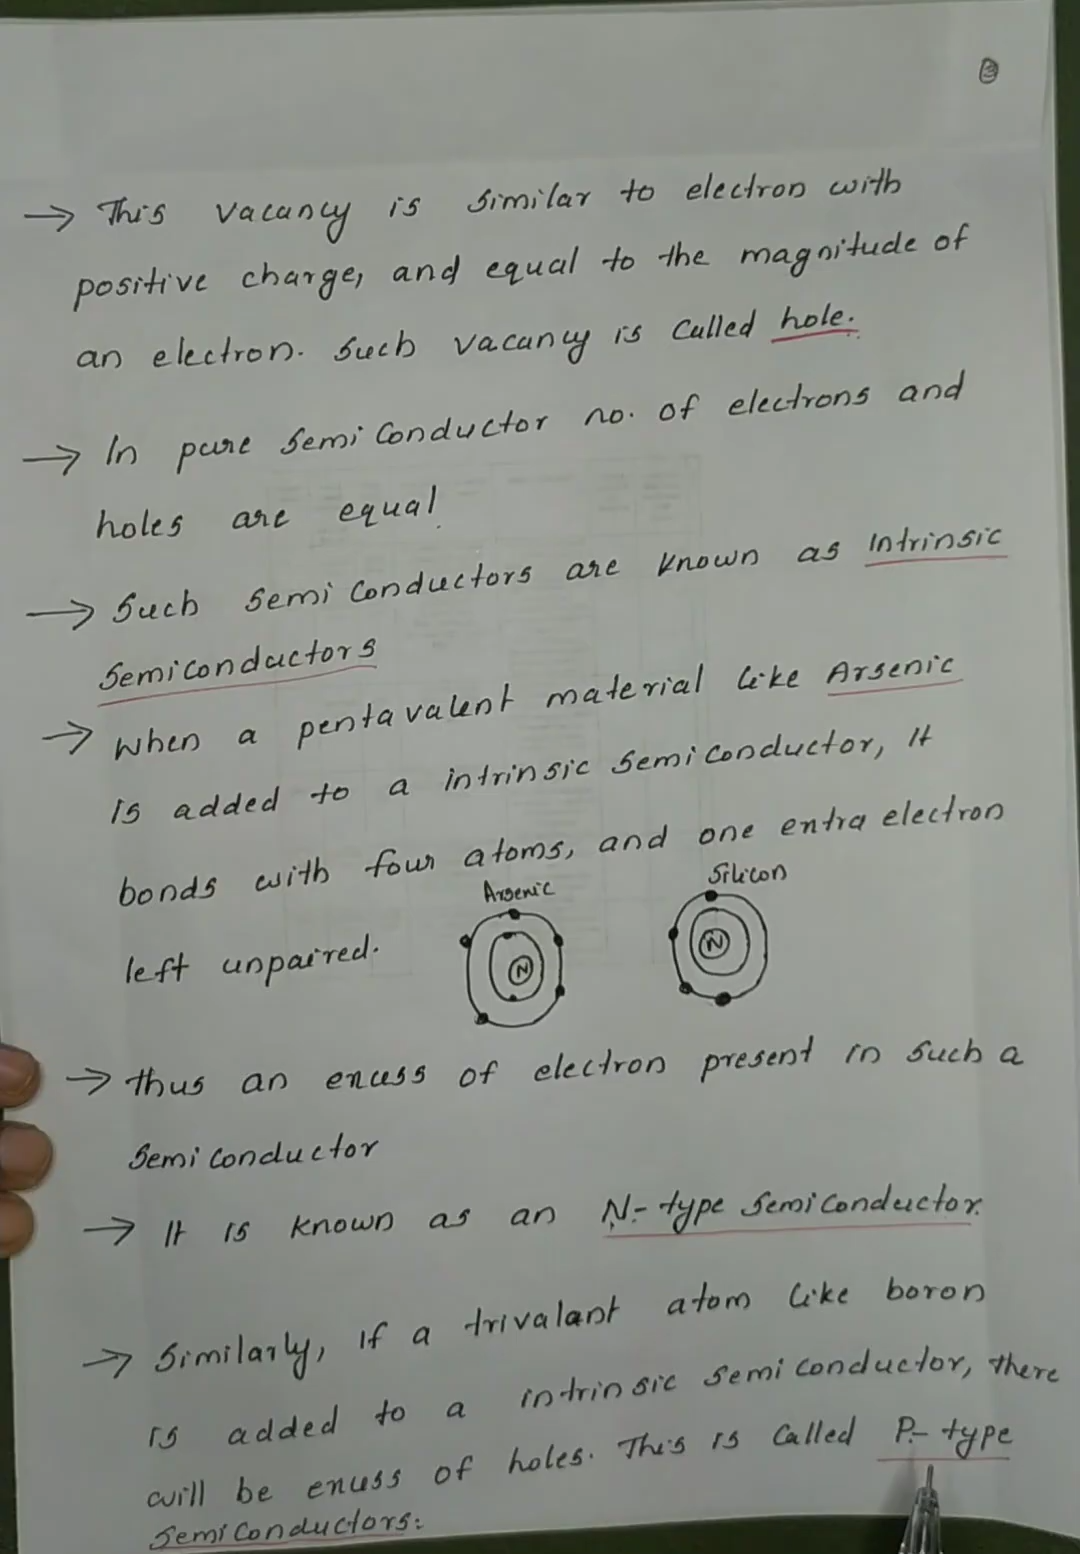 → This vacancy is similar to electron with
positive charge, and equal to the magnitude of
an electron. Such vacancy is called hole.
→ In pure semi conductor no. of electrons and
holes are equal
→ Such semi conductors are known as Intrinsic
Semiconductors
→ When a pentavalent material like Arsenic
is added to a intrinsic semi conductor, it
bonds with four atoms, and one entra electron
Arsenic
Silicon
left unpaired.
N
N
→ thus an enuss of electron present in such a
semi conductor
→ It is known as an N-type semi conductor.
→ Similarly, if a trivalant atom like boron
is added to a intrinsic semi conductor, there
will be enuss of holes. This is called P-type
semi conductors: